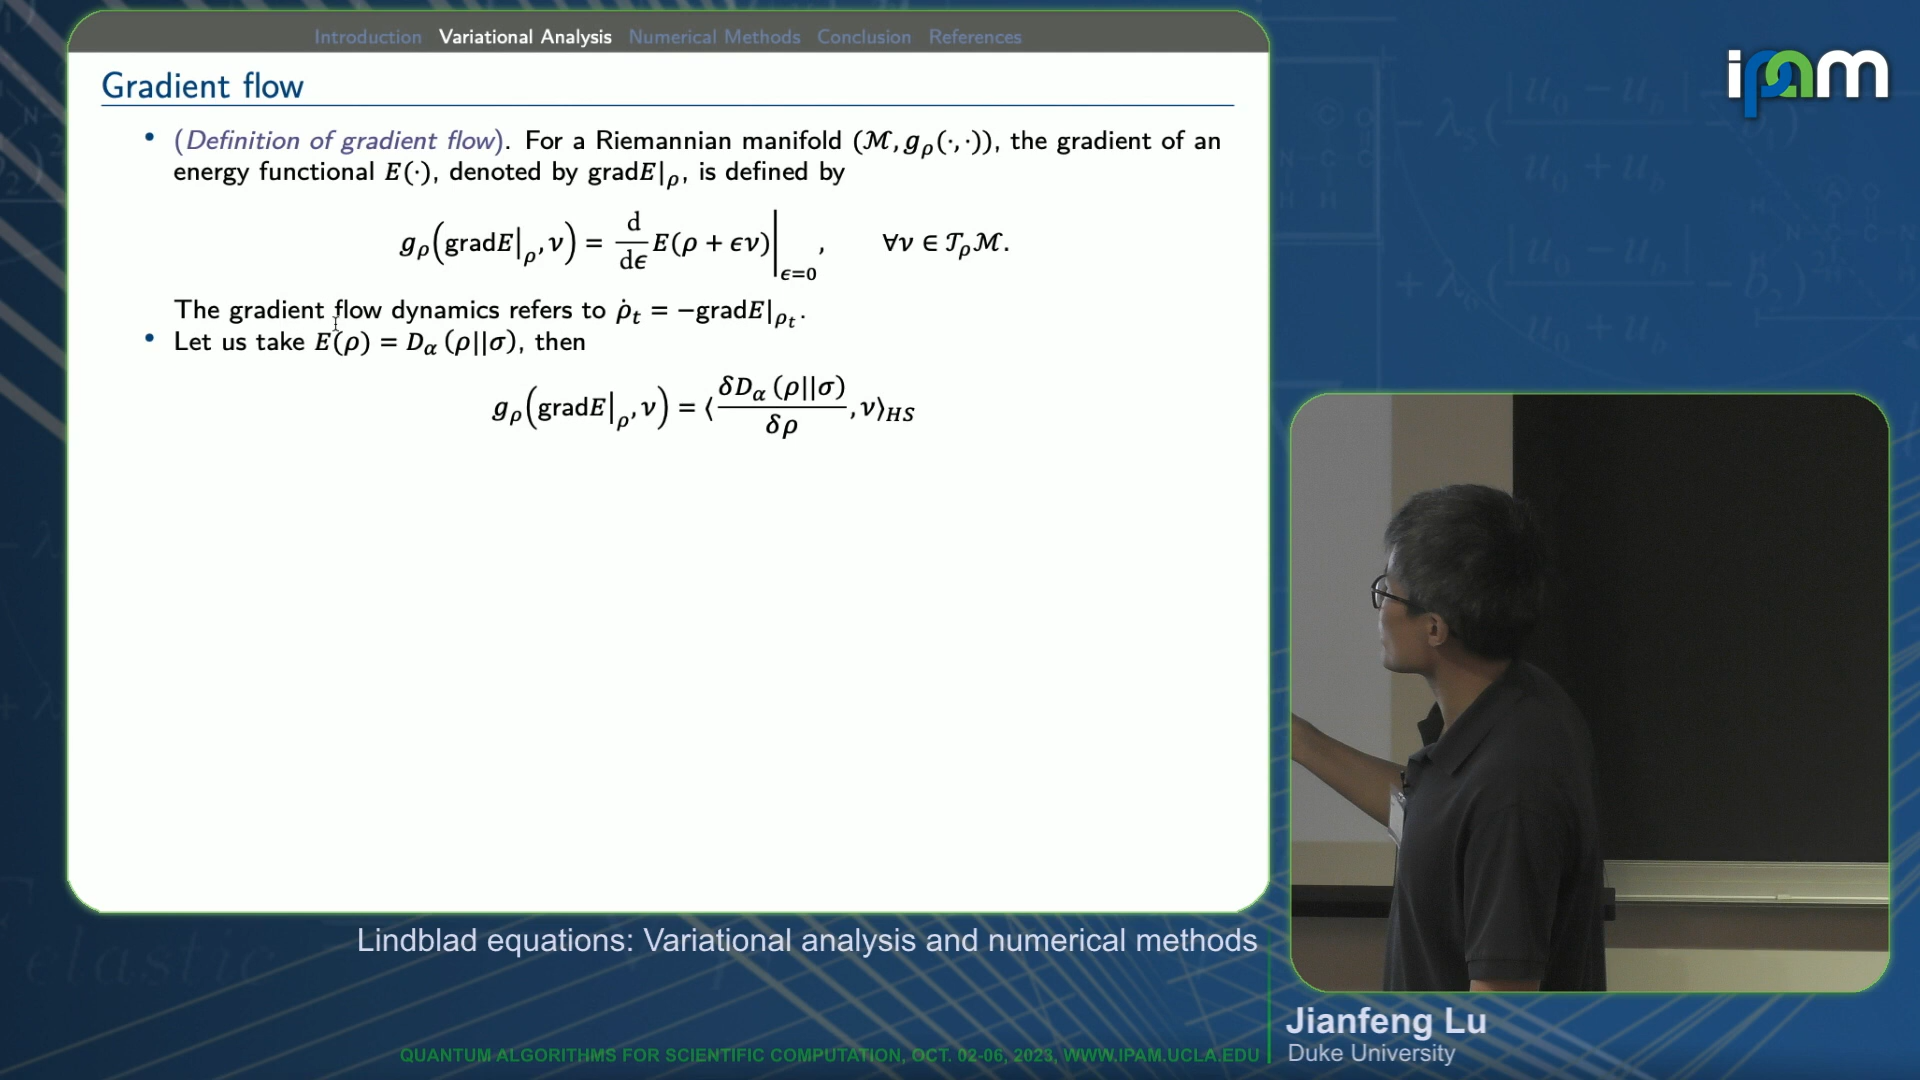 Introduction Variational Analysis Numerical Methods Conclusion References
Gradient flow
• (Definition of gradient flow). For a Riemannian manifold (ℳ, g_ρ(·,·)), the gradient of an
energy functional E(·), denoted by gradE|_ρ, is defined by
g_ρ(gradE|_ρ, ν) = d/dϵ E(ρ + ϵν)|_{ϵ=0}, ∀ν ∈ 𝒯_ρℳ.
The gradient flow dynamics refers to ρ̇_t = −gradE|_{ρ_t}.
• Let us take E(ρ) = D_α (ρ||σ), then
g_ρ(gradE|_ρ, ν) = ⟨δD_α (ρ||σ)/δρ, ν⟩_HS
ipam
Lindblad equations: Variational analysis and numerical methods
Jianfeng Lu
Duke University
QUANTUM ALGORITHMS FOR SCIENTIFIC COMPUTATION, OCT. 02-06, 2023, WWW.IPAM.UCLA.EDU
elastic